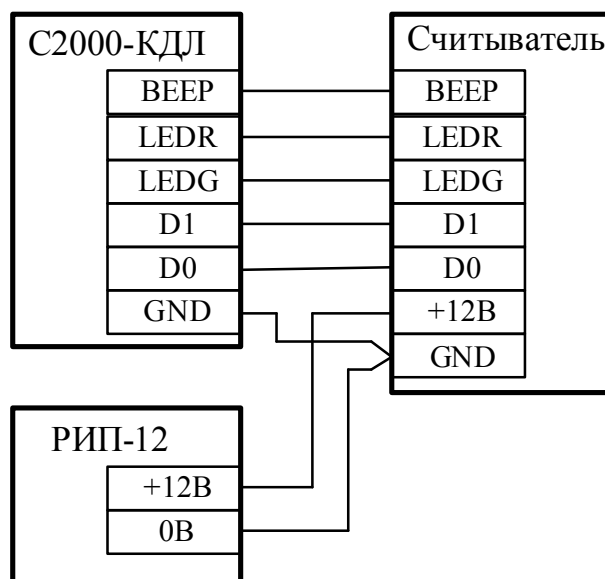 С2000-КДЛ
BEEP
LEDR
LEDG
D1
D0
GND
Считыватель
BEEP
LEDR
LEDG
D1
D0
+12В
GND
РИП-12
+12В
0В